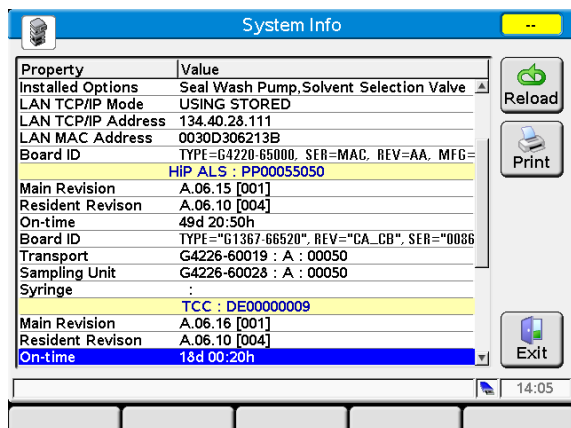 System Info
--
Property Value
Installed Options Seal Wash Pump,Solvent Selection Valve
LAN TCP/IP Mode USING STORED
LAN TCP/IP Address 134.40.28.111
LAN MAC Address 0030D306213B
Board ID TYPE=G4220-65000, SER=MAC, REV=AA, MFG=
HiP ALS : PP00055050
Main Revision A.06.15 [001]
Resident Revison A.06.10 [004]
On-time 49d 20:50h
Board ID TYPE="G1367-66520", REV="CA_CB", SER="0086
Transport G4226-60019 : A : 00050
Sampling Unit G4226-60028 : A : 00050
Syringe :
TCC : DE00000009
Main Revision A.06.16 [001]
Resident Revison A.06.10 [004]
On-time 18d 00:20h
Reload
Print
Exit
14:05